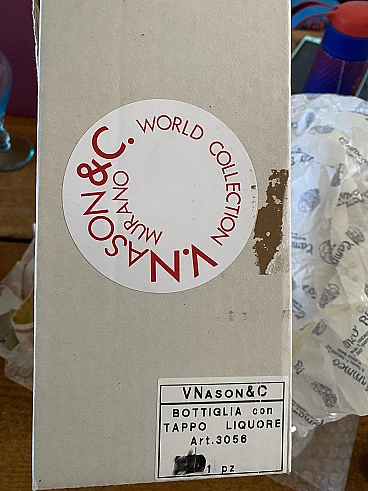 V.NASON & C.
MURANO
WORLD COLLECTION
VNASON&C
BOTTIGLIA con
TAPPO LIQUORE
Art.3056
1 pz